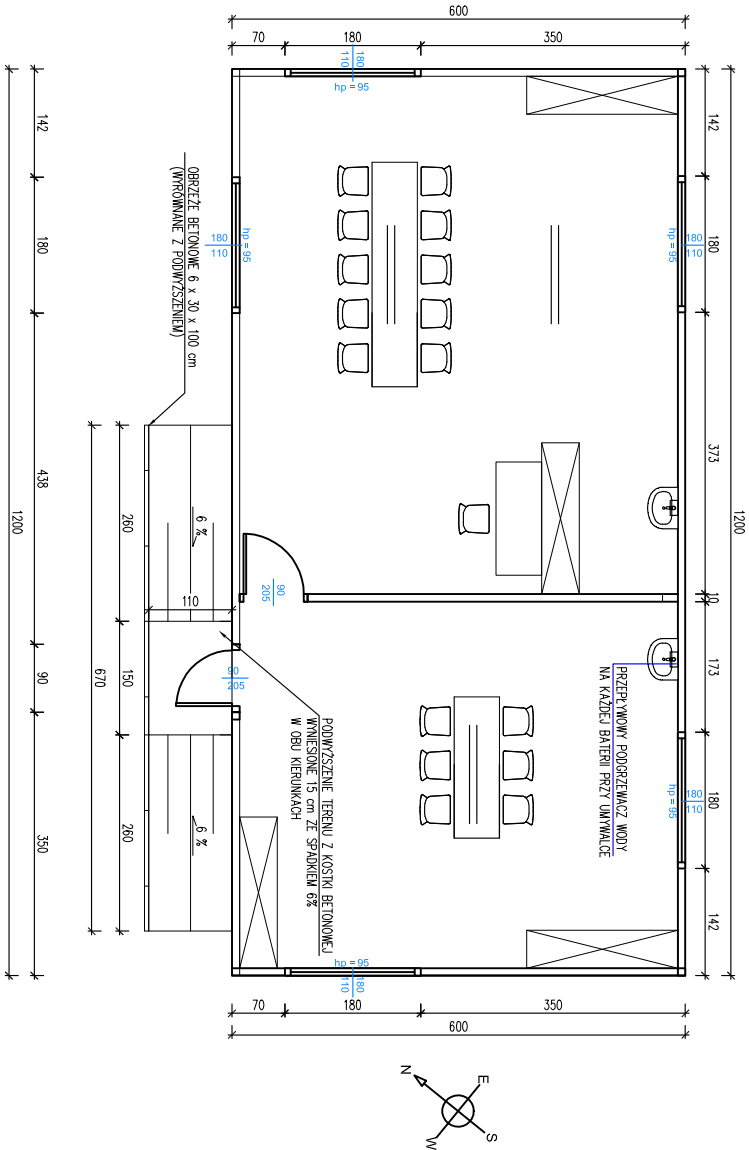 600
70
180
350
180
110
hp = 95
1200
142
180
438
90
350
1200
142
180
373
10
173
180
142
OBRZEŻE BETONOWE 6 x 30 x 100 cm
(WYRÓWNANE Z PODWYŻSZENIEM)
180
110
hp = 95
180
110
hp = 95
90
205
90
205
6 %
6 %
110
260
150
260
670
PRZEPŁYWOWY PODGRZEWACZ WODY
NA KAŻDEJ BATERII PRZY UMYWALCE
180
110
hp = 95
PODWYŻSZENIE TERENU Z KOSTKI BETONOWEJ
WYNIESIONE 15 cm ZE SPADKIEM 6%
W OBU KIERUNKACH
hp = 95
180
110
70
180
350
600
N
E
S
W